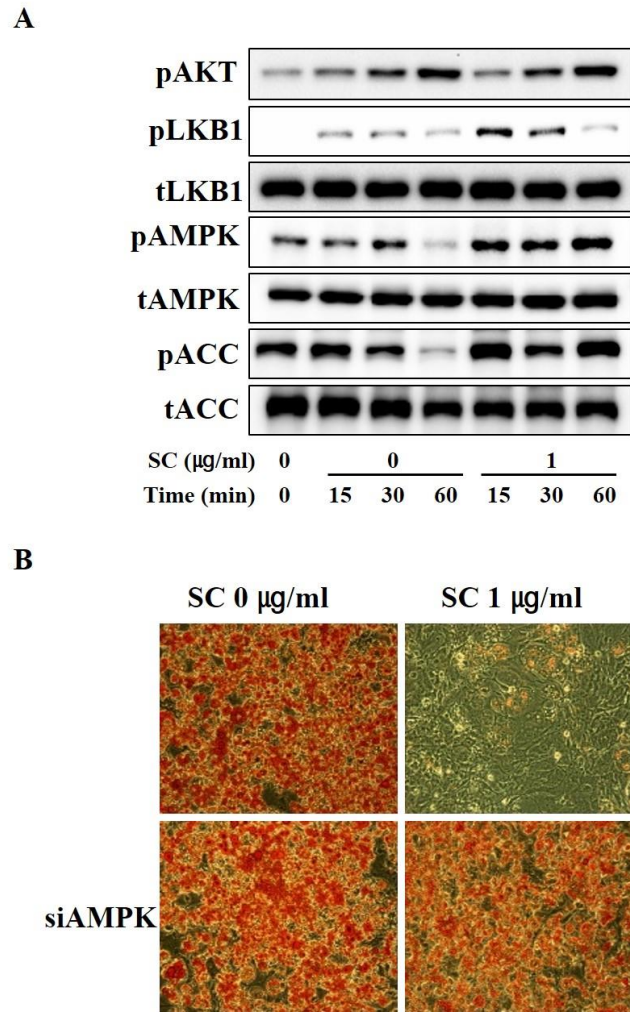 A
pAKT
pLKB1
tLKB1
pAMPK
tAMPK
pACC
tACC
SC (μg/ml) 0 0 1
Time (min) 0 15 30 60 15 30 60
B
SC 0 μg/ml SC 1 μg/ml
siAMPK